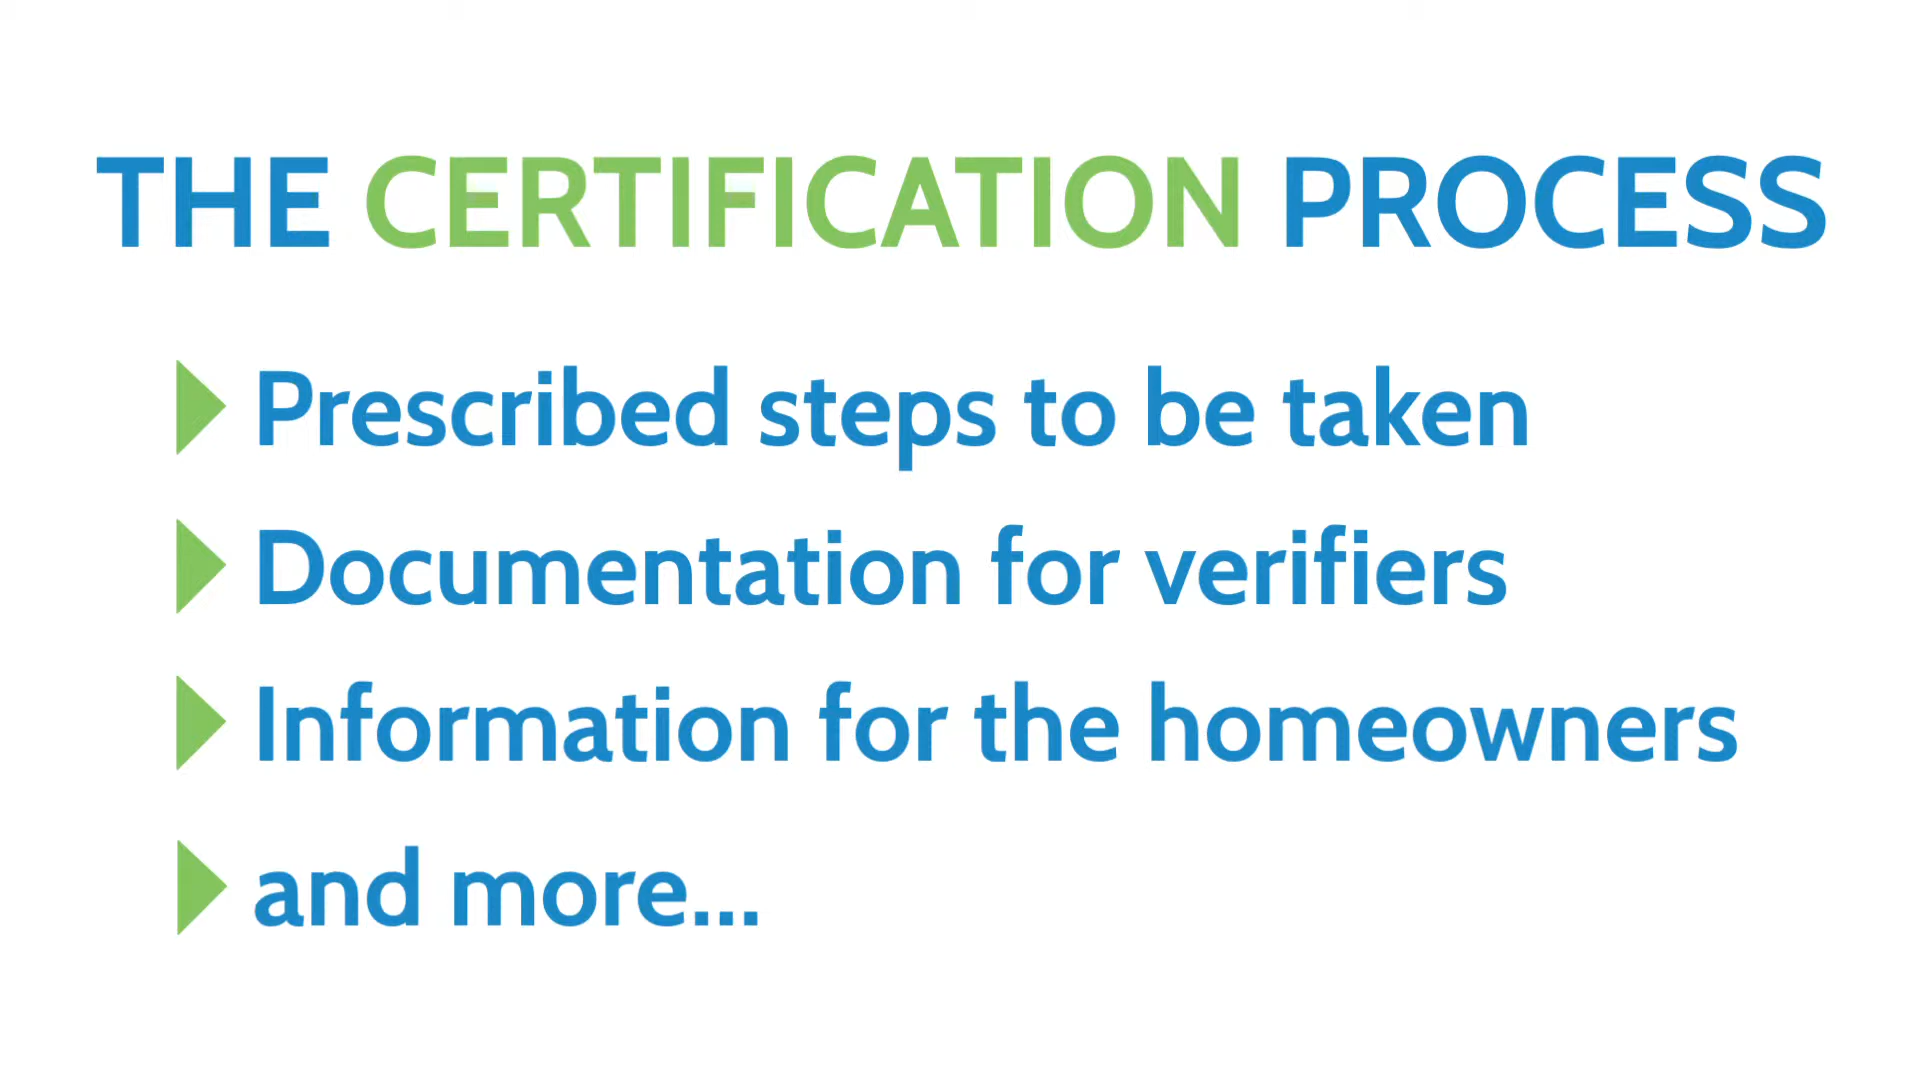 THE CERTIFICATION PROCESS
Prescribed steps to be taken
Documentation for verifiers
Information for the homeowners
and more...